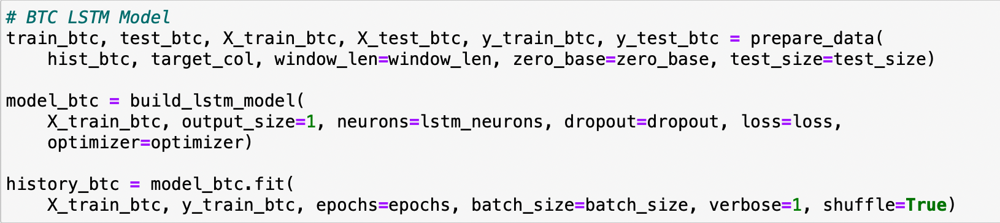 # BTC LSTM Model
train_btc, test_btc, X_train_btc, X_test_btc, y_train_btc, y_test_btc = prepare_data(
    hist_btc, target_col, window_len=window_len, zero_base=zero_base, test_size=test_size)

model_btc = build_lstm_model(
    X_train_btc, output_size=1, neurons=lstm_neurons, dropout=dropout, loss=loss,
    optimizer=optimizer)

history_btc = model_btc.fit(
    X_train_btc, y_train_btc, epochs=epochs, batch_size=batch_size, verbose=1, shuffle=True)